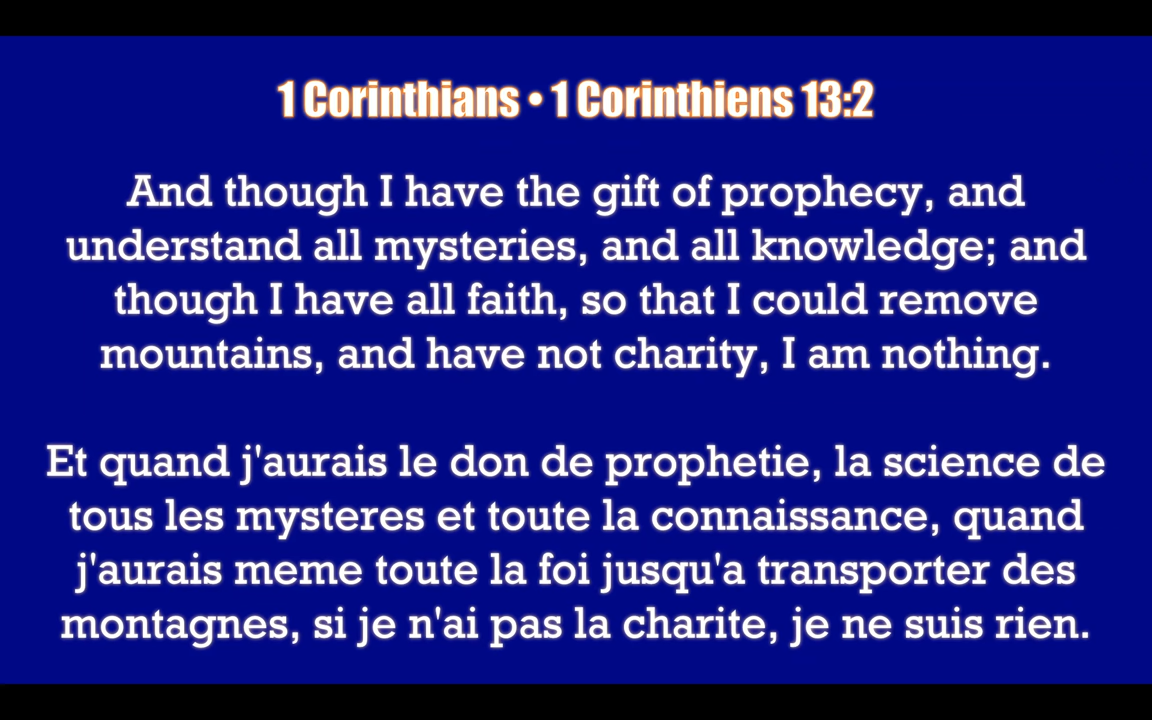 1 Corinthians • 1 Corinthiens 13:2
And though I have the gift of prophecy, and
understand all mysteries, and all knowledge; and
though I have all faith, so that I could remove
mountains, and have not charity, I am nothing.
Et quand j'aurais le don de prophetie, la science de
tous les mysteres et toute la connaissance, quand
j'aurais meme toute la foi jusqu'a transporter des
montagnes, si je n'ai pas la charite, je ne suis rien.